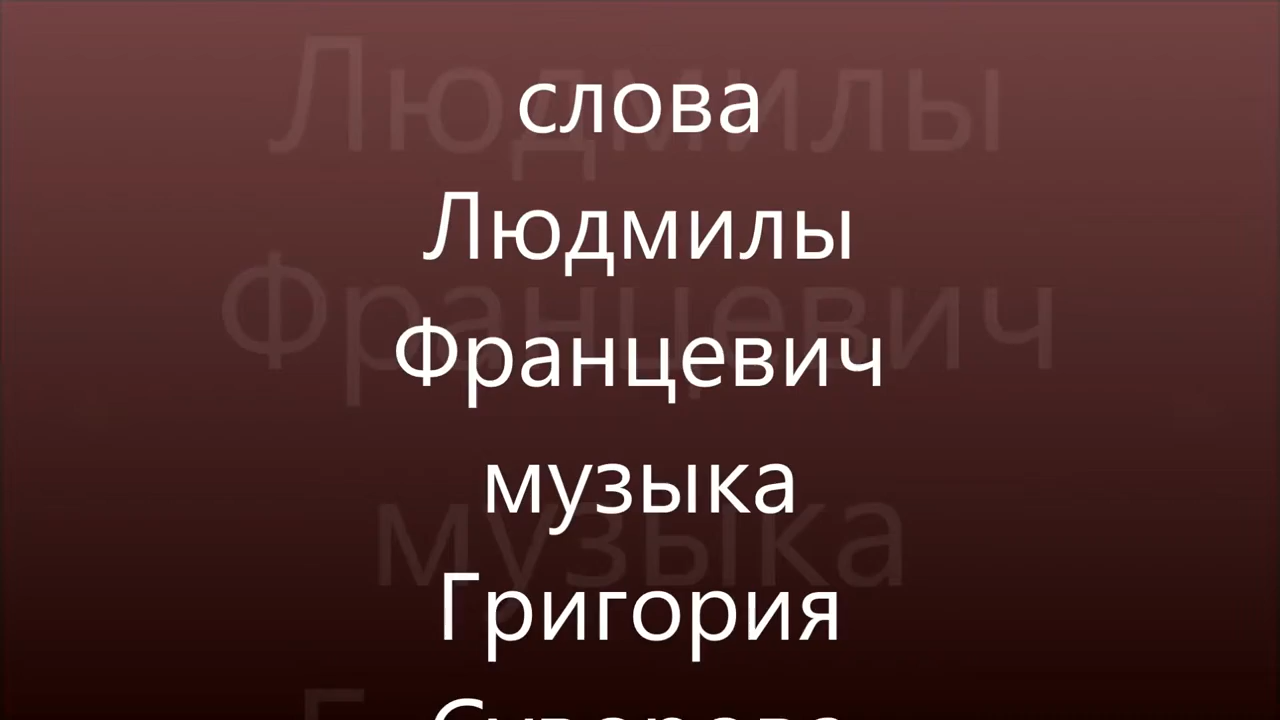 слова
Людмилы
Францевич
музыка
Григория